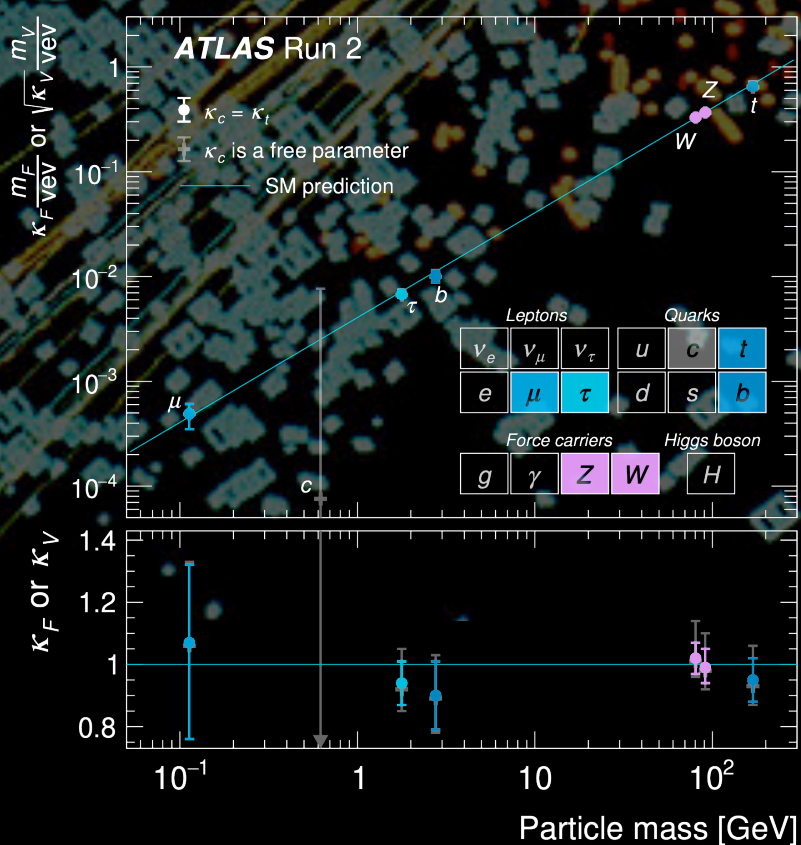 ATLAS Run 2
κ_F m_F/vev or √κ_V m_V/vev
κ_c = κ_t
κ_c is a free parameter
SM prediction
1
10⁻¹
10⁻²
10⁻³
10⁻⁴
μ
c
τ
b
W
Z
t
Leptons
Quarks
ν_e ν_μ ν_τ u c t
e μ τ d s b
Force carriers
Higgs boson
g γ Z W H
κ_F or κ_V
1.4
1.2
1
0.8
10⁻¹ 1 10 10²
Particle mass [GeV]